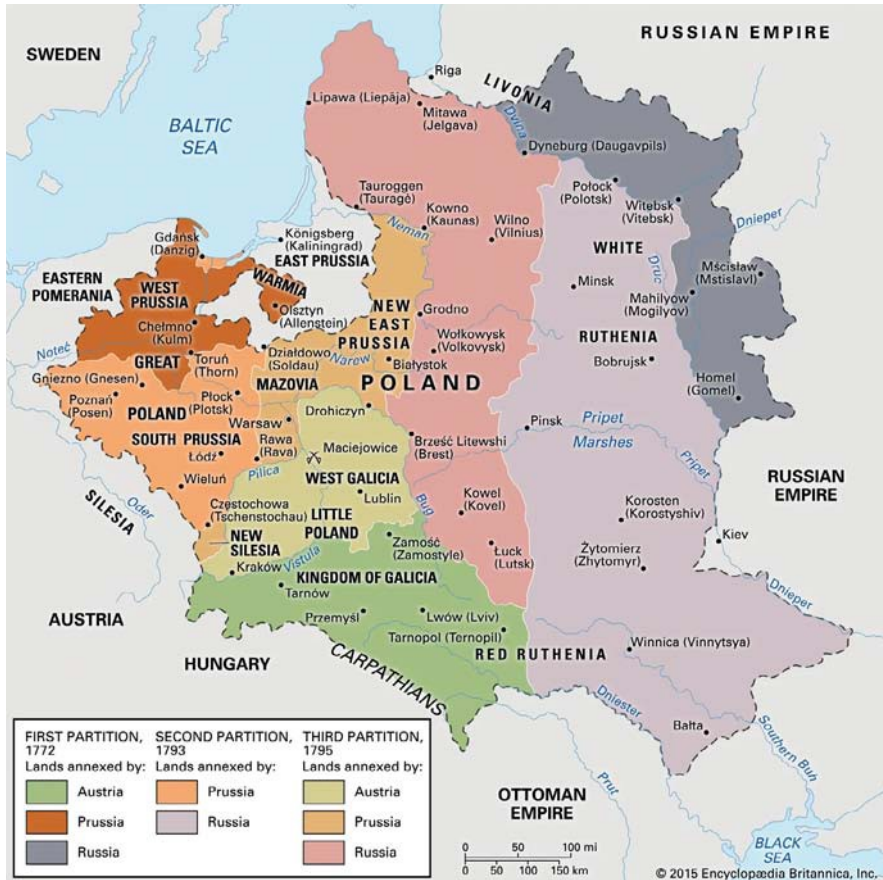 SWEDEN
RUSSIAN EMPIRE
Riga
LIVONIA
Lipawa (Liepāja)
Mitawa
(Jelgava)
BALTIC
SEA
Dvina
Dyneburg (Daugavpils)
Tauroggen
(Tauragė)
Połock
(Polotsk)
Witebsk
(Vitebsk)
Dnieper
Kowno
(Kaunas)
Wilno
(Vilnius)
Neman
Gdańsk
(Danzig)
Königsberg
(Kaliningrad)
EAST PRUSSIA
WHITE
RUTHENIA
Druc
Mścisław
(Mstislavl)
EASTERN
POMERANIA
WEST
PRUSSIA
WARMIA
Minsk
Mahilyow
(Mogilyov)
Olsztyn
(Allenstein)
NEW
EAST
PRUSSIA
Grodno
Chełmno
(Kulm)
Wołkowysk
(Volkovysk)
Bobrujsk
Noteć
GREAT
POLAND
Toruń
(Thorn)
Działdowo
(Soldau)
Narew
Białystok
Gniezno (Gnesen)
MAZOVIA
POLAND
Homel
(Gomel)
Poznań
(Posen)
Płock
(Plotsk)
Drohiczyn
SOUTH PRUSSIA
Warsaw
Rawa
(Rava)
Brześć Litewshi
(Brest)
Pinsk
Pripet
Marshes
Łódź
Maciejowice
Pilica
WEST GALICIA
Pripet
Wieluń
Lublin
Bug
Kowel
(Kovel)
RUSSIAN
EMPIRE
SILESIA
Oder
Częstochowa
(Tschenstochau)
LITTLE
POLAND
Korosten
(Korostyshiv)
Kiev
NEW
SILESIA
Zamość
(Zamostyle)
Łuck
(Lutsk)
Żytomierz
(Zhytomyr)
Vistula
Kraków
KINGDOM OF GALICIA
Tarnów
Dnieper
AUSTRIA
Przemyśl
Lwów (Lviv)
Tarnopol (Ternopil)
RED RUTHENIA
Winnica (Vinnytsya)
HUNGARY
CARPATHIANS
Dniester
Southern Buh
Bałta
Prut
OTTOMAN
EMPIRE
BLACK
SEA
FIRST PARTITION,
1772
Lands annexed by:
Austria
Prussia
Russia
SECOND PARTITION,
1793
Lands annexed by:
Prussia
Russia
THIRD PARTITION,
1795
Lands annexed by:
Austria
Prussia
Russia
0 50 100 mi
0 50 100 150 km
© 2015 Encyclopædia Britannica, Inc.